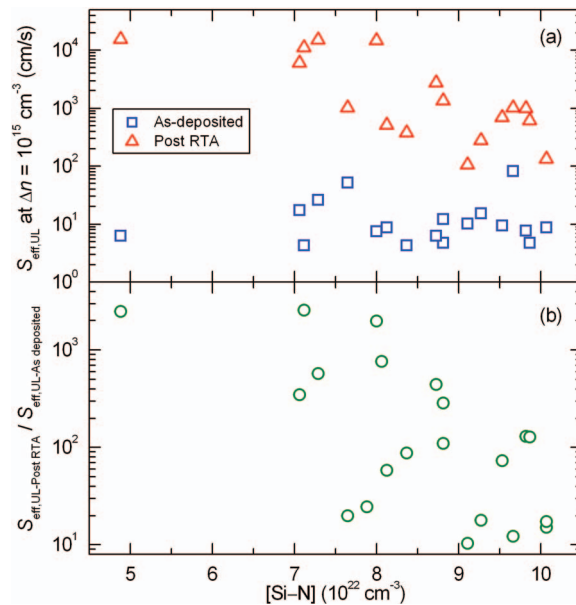 (a)
S_eff,UL at Δn = 10^15 cm^-3 (cm/s)
10^4
10^3
10^2
10^1
10^0
As-deposited
Post RTA
(b)
S_eff,UL-Post RTA / S_eff,UL-As deposited
10^3
10^2
10^1
5 6 7 8 9 10
[Si–N] (10^22 cm^-3)